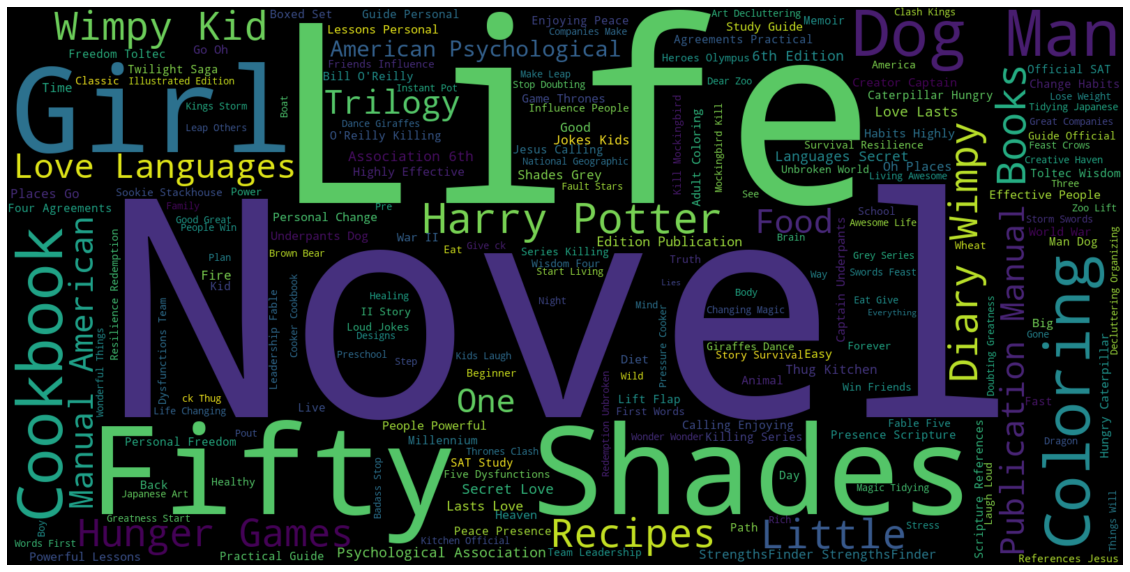 Wimpy Kid
Boxed Set
Guide Personal
Life
Enjoying Peace
Companies Make
Art Decluttering
Memoir
Clash Kings
Dog Man
Lessons Personal
American Psychological
Study Guide
Agreements Practical
6th Edition
Freedom Toltec
Go Oh
Friends Influence
Bill O'Reilly
Twilight Saga
Classic Illustrated Edition
Time
Girl
Kings Storm
Leap Others
Boat
Make Leap
Stop Doubting
Instant Pot
Heroes Olympus
Dear Zoo
America
Creator Captain
Official SAT
Change Habits
Lose Weight
Tidying Japanese
Trilogy
Game Thrones
Influence People
Caterpillar Hungry
Love Lasts
Books
Great Companies
Guide Official
Feast Crows
Dance Giraffes
O'Reilly Killing
Good
Jokes Kids
Adult Coloring
Kill Mockingbird
Mockingbird Kill
Habits Highly
Survival Resilience
Languages Secret
Oh Places
Creative Haven
Toltec Wisdom
Love Languages
Association 6th
Highly Effective
Jesus Calling
National Geographic
Shades Grey
Fault Stars
Unbroken World
Living Awesome
Three
Effective People
Places Go
Sookie Stackhouse
Power
Pre
See
Zoo Lift
Four Agreements
Family
Good Great
People Win
Personal Change
Harry Potter
Food
School
Awesome Life
Diary Wimpy
Storm Swords
World War
Cookbook
Manual American
Resilience Redemption
Underpants Dog
War II
Series Killing
Edition Publication
Brain
Wheat
Man Dog
Brown Bear
Eat
Give ck
Wisdom Four
Start Living
Truth
Grey Series
Swords Feast
Plan
Fire
Kid
Novel
Night
Lies
Way
Mind
Body
Changing Magic
Captain Underpants
Eat Give
Everything
Publication Manual
Coloring
Decluttering Organizing
Healing
II Story
Loud Jokes
Designs
Cooker Cookbook
Leadership Fable
Dysfunctions Team
Wonderful Things
Preschool
Step
Kids Laugh
Beginner
Pressure Cooker
Giraffes Dance
Story Survival
Easy
Forever
Doubting Greatness
Big
Gone
Hungry Caterpillar
Diet
Wild
Animal
Thug Kitchen
Win Friends
Fast
ck Thug
Life Changing
Live
One
Lift Flap
First Words
Personal Freedom
Pout
Fifty Shades
People Powerful
Millennium
Thrones Clash
Wonder Wonder
Redemption Unbroken
Calling Enjoying
Killing Series
Fable Five
Presence Scripture
Dragon
Back
Japanese Art
Healthy
Badass Stop
SAT Study
Five Dysfunctions
Secret Love
Day
Magic Tidying
Scripture References
Laugh Loud
Greatness Start
Lasts Love
Heaven
Boy
Words First
Hunger Games
Peace Presence
Kitchen Official
Recipes
Path
Rich
Little
Stress
Things Will
Powerful Lessons
Practical Guide
Psychological Association
Team Leadership
StrengthsFinder StrengthsFinder
References Jesus